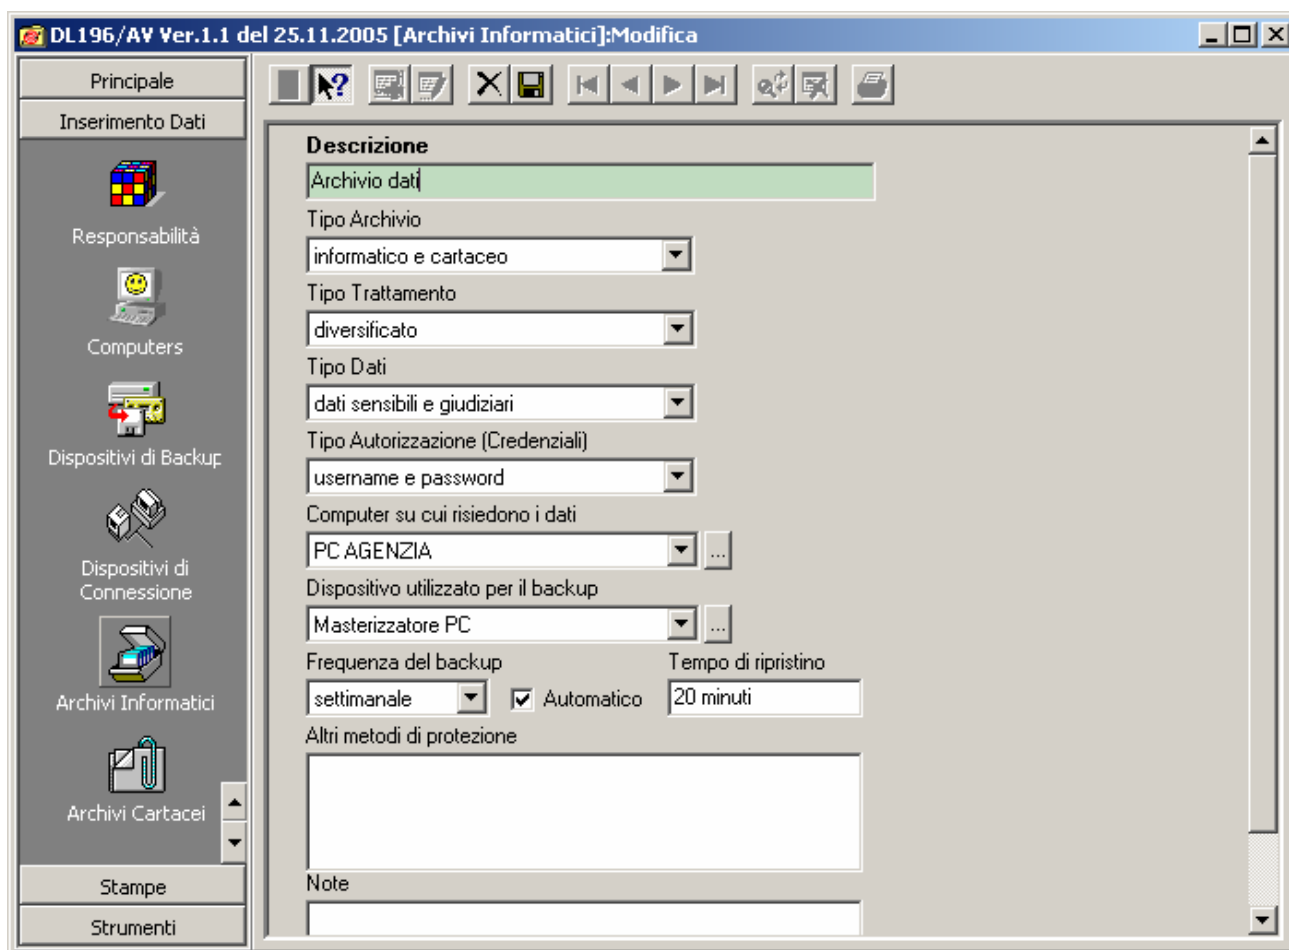 DL196/AV Ver.1.1 del 25.11.2005 [Archivi Informatici]:Modifica
Principale
Inserimento Dati
Responsabilità
Computers
Dispositivi di Backup
Dispositivi di
Connessione
Archivi Informatici
Archivi Cartacei
Stampe
Strumenti
Descrizione
Archivio dati
Tipo Archivio
informatico e cartaceo
Tipo Trattamento
diversificato
Tipo Dati
dati sensibili e giudiziari
Tipo Autorizzazione (Credenziali)
username e password
Computer su cui risiedono i dati
PC AGENZIA
...
Dispositivo utilizzato per il backup
Masterizzatore PC
...
Frequenza del backup
Tempo di ripristino
settimanale
Automatico
20 minuti
Altri metodi di protezione
Note